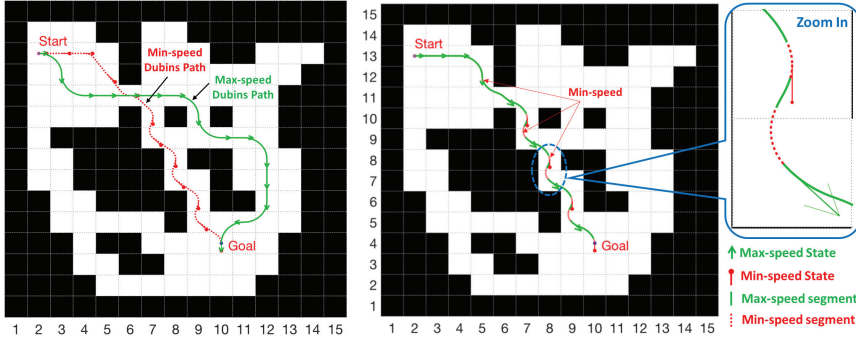 Start
Min-speed
Dubins Path
Max-speed
Dubins Path
Goal
1 2 3 4 5 6 7 8 9 10 11 12 13 14 15
15
14
13
12
11
10
9
8
7
6
5
4
3
2
1
Start
Min-speed
Goal
1 2 3 4 5 6 7 8 9 10 11 12 13 14 15
Zoom In
Max-speed State
Min-speed State
Max-speed segment
Min-speed segment